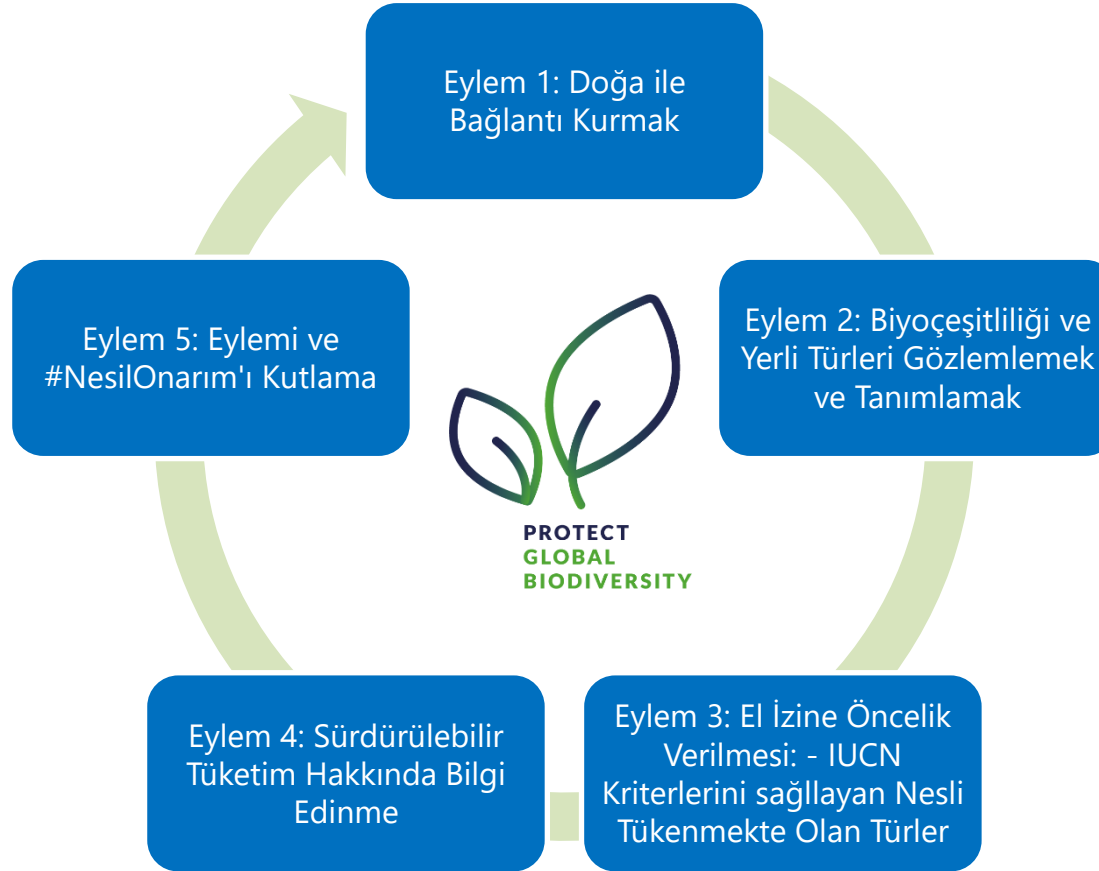 Eylem 1: Doğa ile
Bağlantı Kurmak
Eylem 2: Biyoçeşitliliği ve
Yerli Türleri Gözlemlemek
ve Tanımlamak
Eylem 3: El İzine Öncelik
Verilmesi: - IUCN
Kriterlerini sağllayan Nesli
Tükenmekte Olan Türler
Eylem 4: Sürdürülebilir
Tüketim Hakkında Bilgi
Edinme
Eylem 5: Eylemi ve
#NesilOnarım'ı Kutlama
PROTECT
GLOBAL
BIODIVERSITY